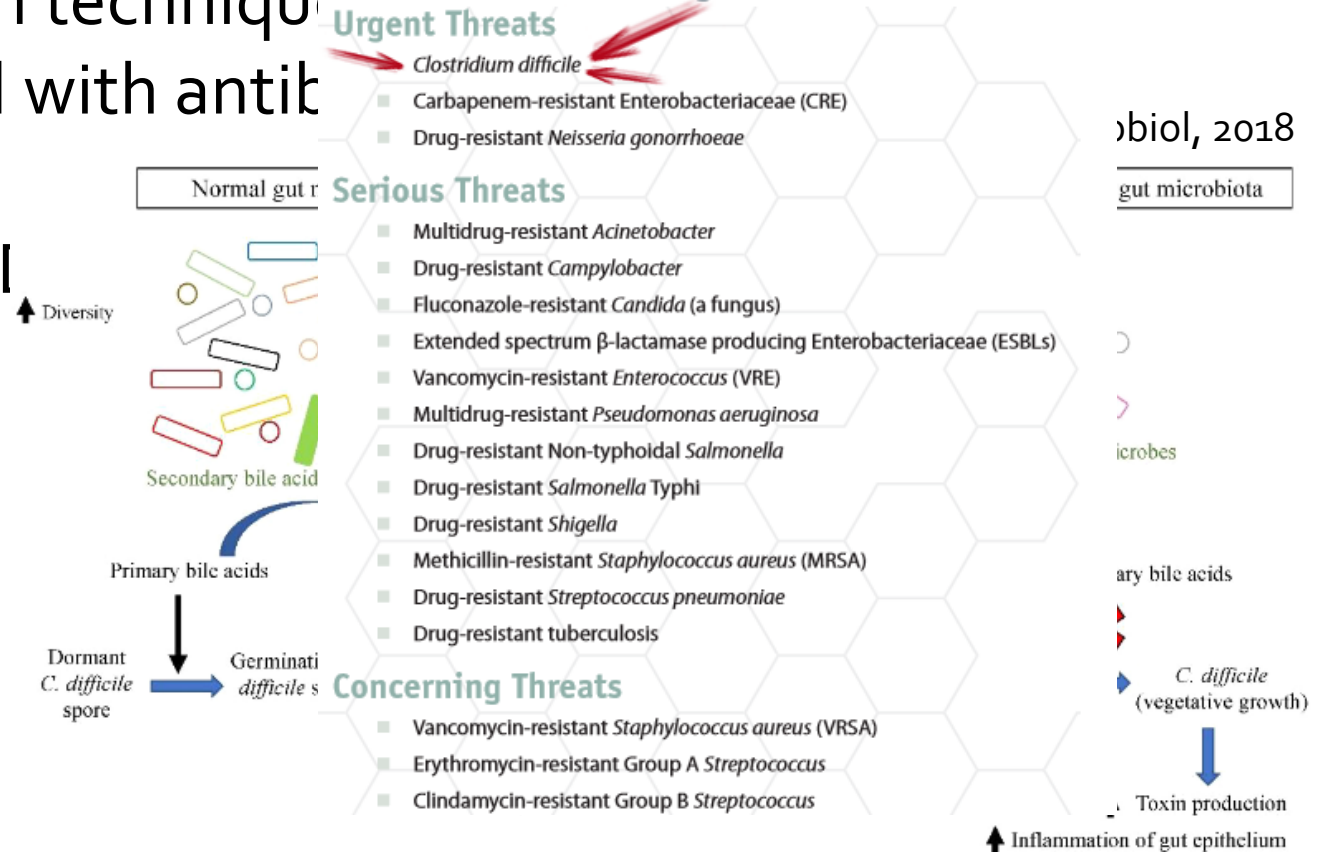 with antib
Urgent Threats
Clostridium difficile
Carbapenem-resistant Enterobacteriaceae (CRE)
Drug-resistant Neisseria gonorrhoeae
obiol, 2018
Normal gut
gut microbiota
Serious Threats
Multidrug-resistant Acinetobacter
Drug-resistant Campylobacter
Fluconazole-resistant Candida (a fungus)
Extended spectrum β-lactamase producing Enterobacteriaceae (ESBLs)
Vancomycin-resistant Enterococcus (VRE)
Multidrug-resistant Pseudomonas aeruginosa
Drug-resistant Non-typhoidal Salmonella
Drug-resistant Salmonella Typhi
Drug-resistant Shigella
Methicillin-resistant Staphylococcus aureus (MRSA)
Drug-resistant Streptococcus pneumoniae
Drug-resistant tuberculosis
Concerning Threats
Vancomycin-resistant Staphylococcus aureus (VRSA)
Erythromycin-resistant Group A Streptococcus
Clindamycin-resistant Group B Streptococcus
Diversity
Secondary bile acid
Primary bile acids
Dormant
C. difficile
spore
Germinati
difficile s
icrobes
ary bile acids
C. difficile
(vegetative growth)
Toxin production
Inflammation of gut epithelium